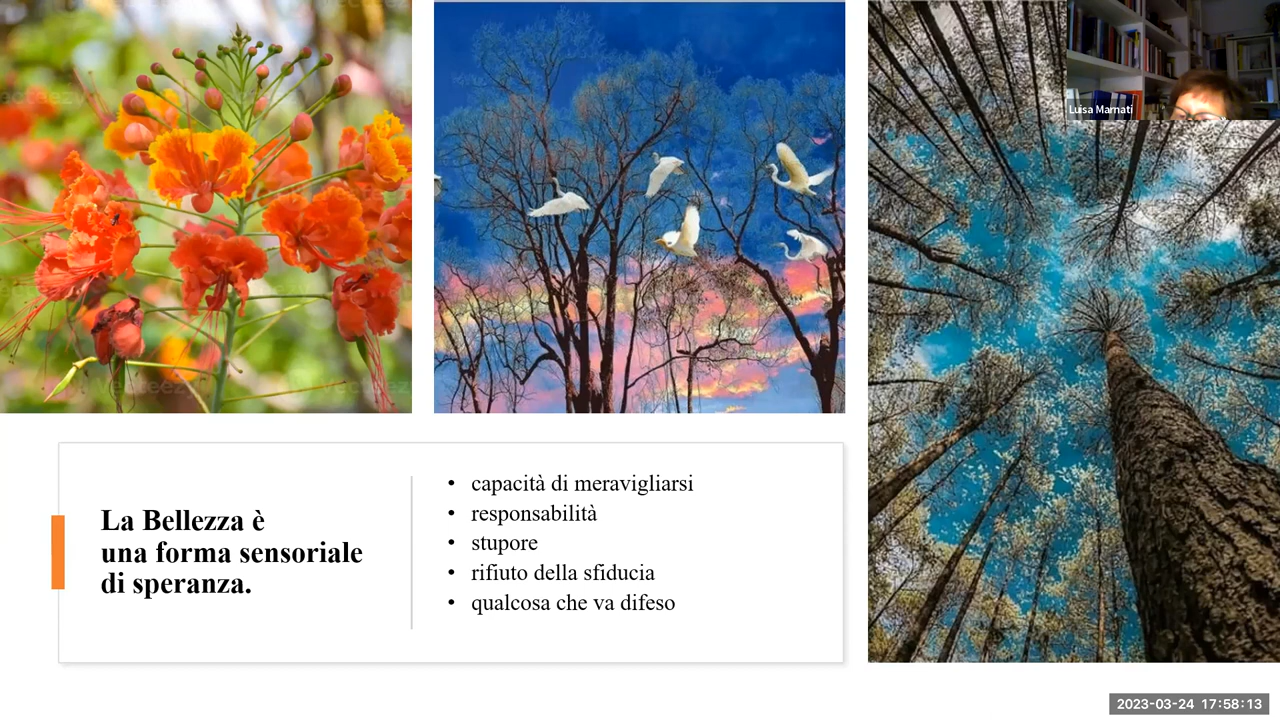 Luisa Marnati
La Bellezza è
una forma sensoriale
di speranza.
• capacità di meravigliarsi
• responsabilità
• stupore
• rifiuto della sfiducia
• qualcosa che va difeso
2023-03-24 17:58:13